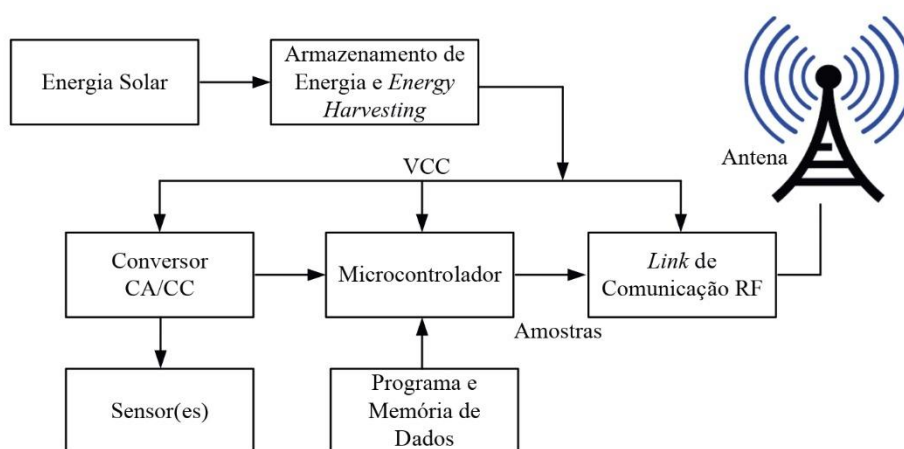 Energia Solar
Armazenamento de
Energia e Energy
Harvesting
Antena
VCC
Conversor
CA/CC
Microcontrolador
Link de
Comunicação RF
Amostras
Sensor(es)
Programa e
Memória de
Dados